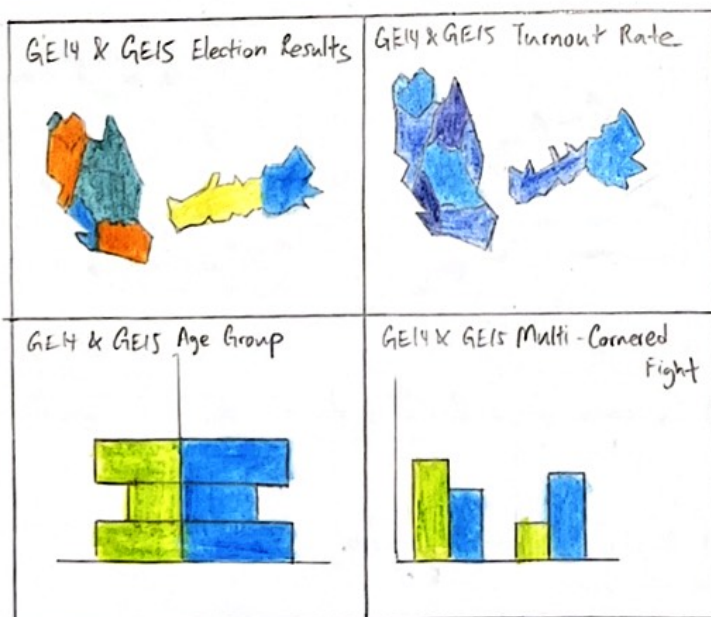 GE14 & GE15 Election Results
GE14 & GE15 Turnout Rate
GE14 & GE15 Age Group
GE14 & GE15 Multi-Cornered
Fight